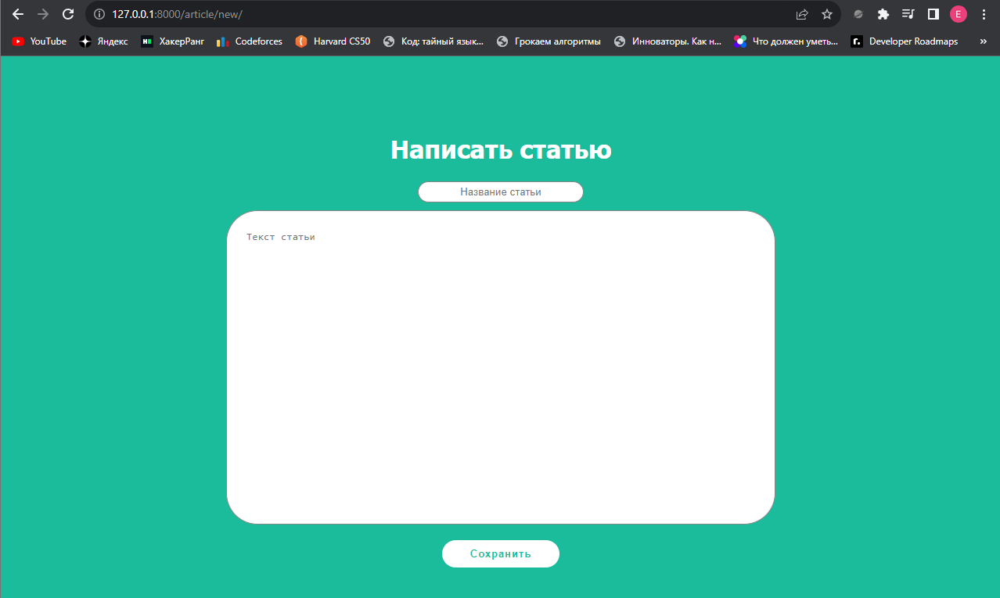 127.0.0.1:8000/article/new/
E
YouTube Яндекс ХакерРанг Codeforces Harvard CS50 Код: тайный язык... Грокаем алгоритмы Инноваторы. Как н... Что должен уметь... r. Developer Roadmaps »
Написать статью
Название статьи
Текст статьи
Сохранить